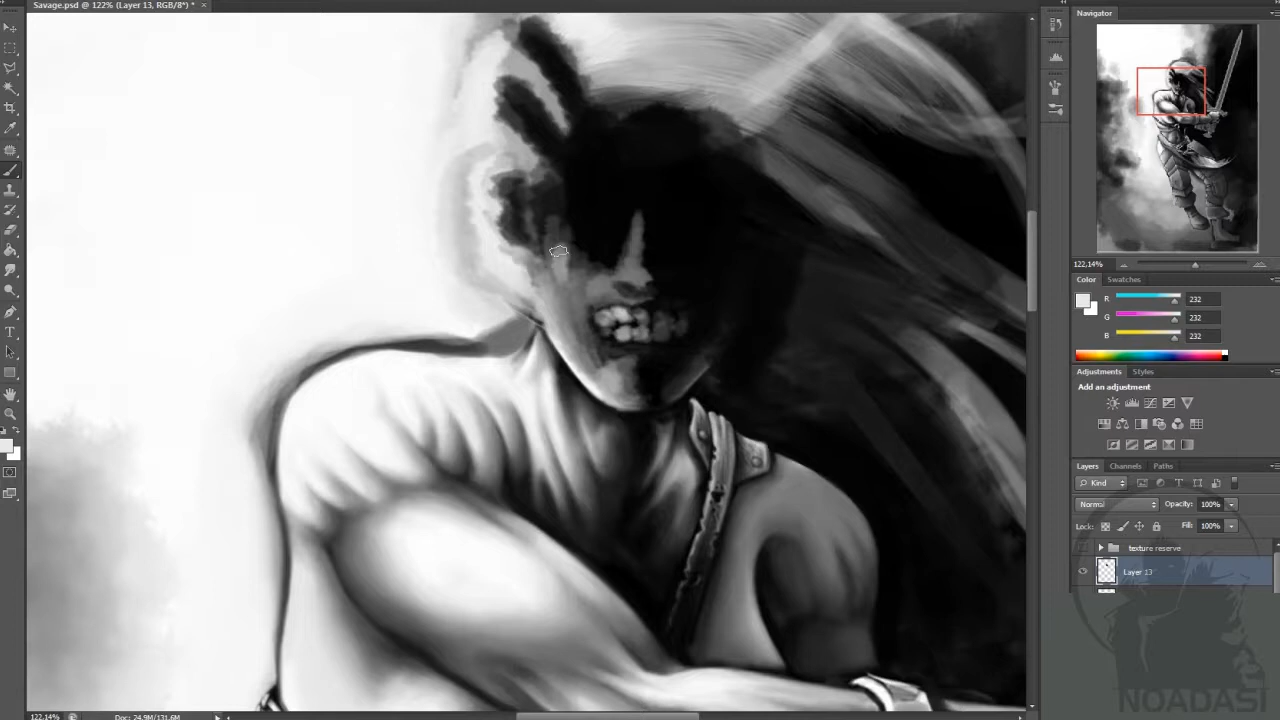 Savage.psd @ 122% (Layer 13, RGB/8*) * ×
Navigator
122,14%
Color Swatches
R 232
G 232
B 232
Adjustments Styles
Add an adjustment
Layers Channels Paths
Kind
Normal Opacity: 100%
Lock: Fill: 100%
texture reserve
Layer 13
NOADASI
122,14% Doc: 24,9M/131,6M